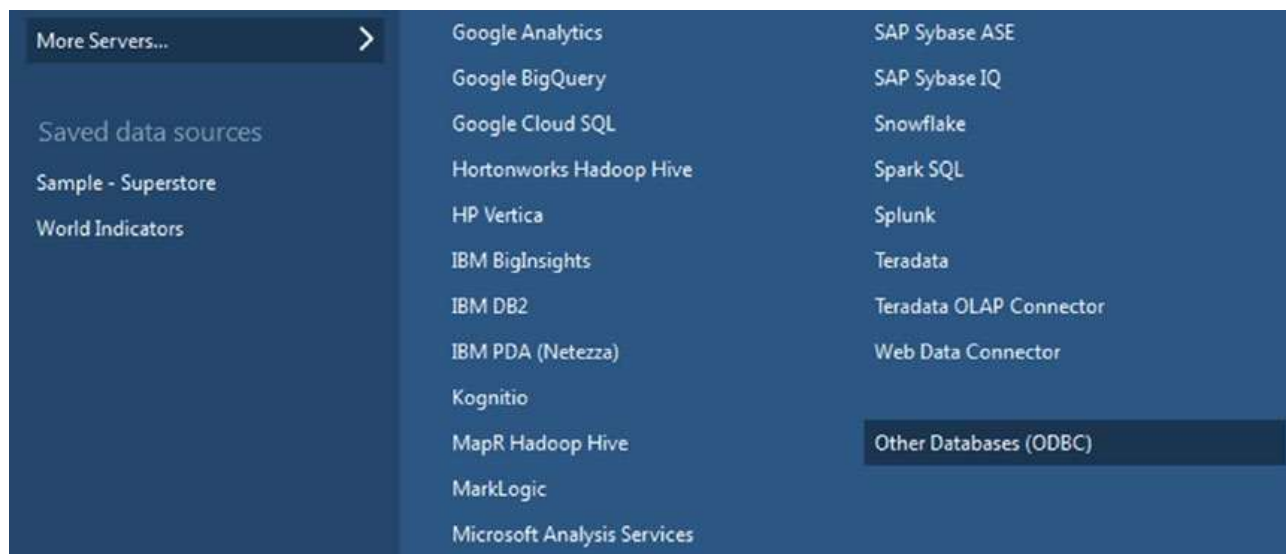 More Servers...
Saved data sources
Sample - Superstore
World Indicators
Google Analytics
Google BigQuery
Google Cloud SQL
Hortonworks Hadoop Hive
HP Vertica
IBM BigInsights
IBM DB2
IBM PDA (Netezza)
Kognitio
MapR Hadoop Hive
MarkLogic
Microsoft Analysis Services
SAP Sybase ASE
SAP Sybase IQ
Snowflake
Spark SQL
Splunk
Teradata
Teradata OLAP Connector
Web Data Connector
Other Databases (ODBC)